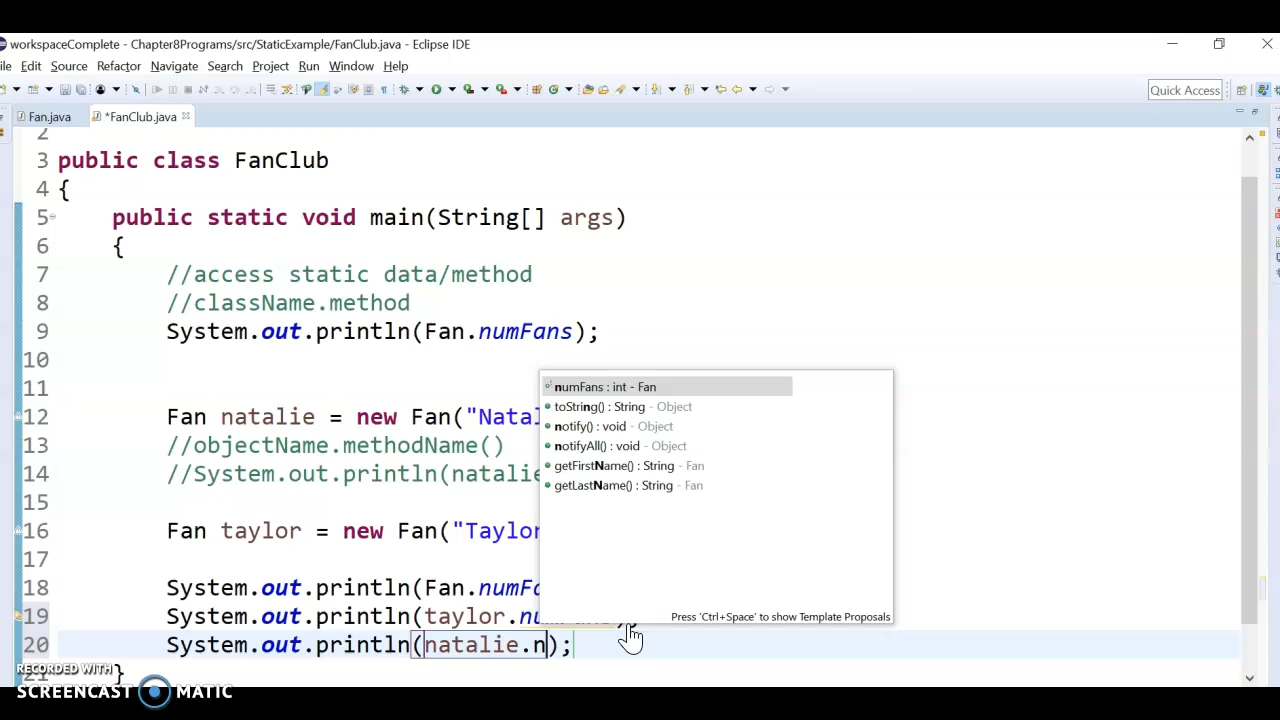 workspaceComplete - Chapter8Programs/src/StaticExample/FanClub.java - Eclipse IDE
ile Edit Source Refactor Navigate Search Project Run Window Help
Quick Access
Fan.java *FanClub.java
2
3 public class FanClub
4 {
5 public static void main(String[] args)
6 {
7 //access static data/method
8 //className.method
9 System.out.println(Fan.numFans);
10
11
12 Fan natalie = new Fan("Natal
13 //objectName.methodName()
14 //System.out.println(natalie
15
16 Fan taylor = new Fan("Taylor
17
18 System.out.println(Fan.numFa
19 System.out.println(taylor.nu
20 System.out.println(natalie.n);
21 }
numFans : int - Fan
toString() : String - Object
notify() : void - Object
notifyAll() : void - Object
getFirstName() : String - Fan
getLastName() : String - Fan
Press 'Ctrl+Space' to show Template Proposals
RECORDED WITH
SCREENCAST MATIC